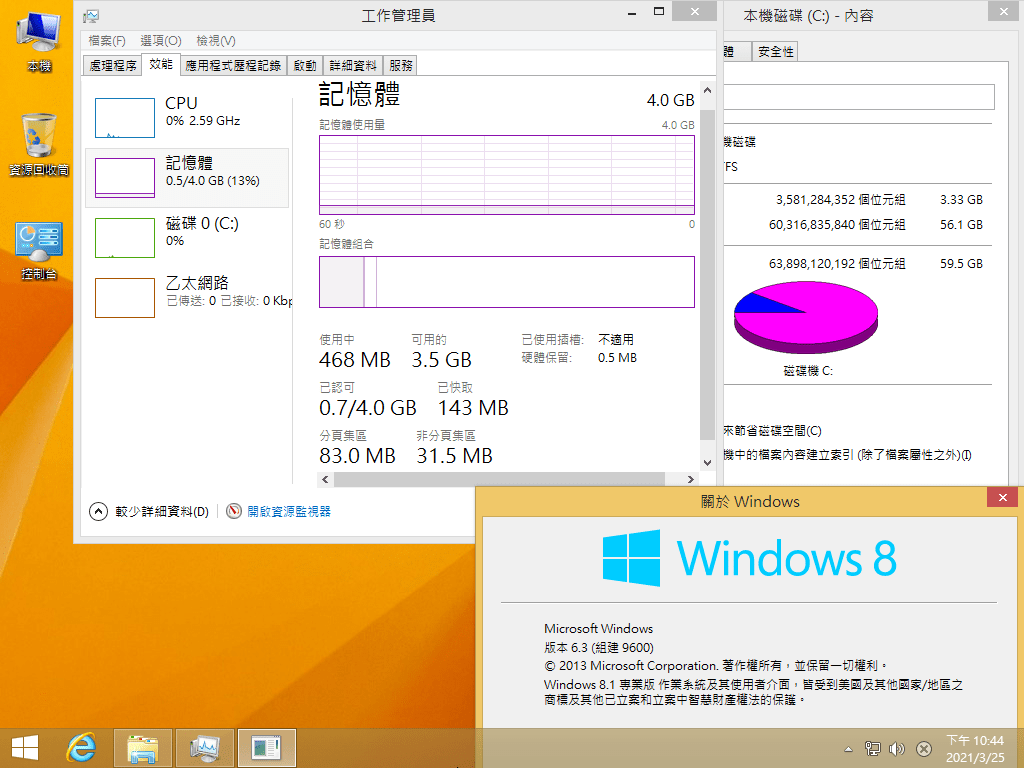 本機
資源回收筒
控制台
工作管理員
檔案(F) 選項(O) 檢視(V)
處理程序 效能 應用程式歷程記錄 啟動 詳細資料 服務
CPU
0% 2.59 GHz
記憶體
0.5/4.0 GB (13%)
磁碟 0 (C:)
0%
乙太網路
已傳送: 0 已接收: 0 Kbp
記憶體
4.0 GB
記憶體使用量 4.0 GB
60 秒 0
記憶體組合
使用中 可用的
468 MB 3.5 GB
已使用插槽: 不適用
硬體保留: 0.5 MB
已認可 已快取
0.7/4.0 GB 143 MB
分頁集區 非分頁集區
83.0 MB 31.5 MB
較少詳細資料(D) 開啟資源監視器
本機磁碟 (C:) - 內容
體 安全性
機磁碟
FS
3,581,284,352 個位元組 3.33 GB
60,316,835,840 個位元組 56.1 GB
63,898,120,192 個位元組 59.5 GB
磁碟機 C:
來節省磁碟空間(C)
機中的檔案內容建立索引 (除了檔案屬性之外)(I)
關於 Windows
Windows 8
Microsoft Windows
版本 6.3 (組建 9600)
© 2013 Microsoft Corporation. 著作權所有，並保留一切權利。
Windows 8.1 專業版 作業系統及其使用者介面，皆受到美國及其他國家/地區之
商標及其他已立案和立案中智慧財產權法的保護。
下午 10:44
2021/3/25